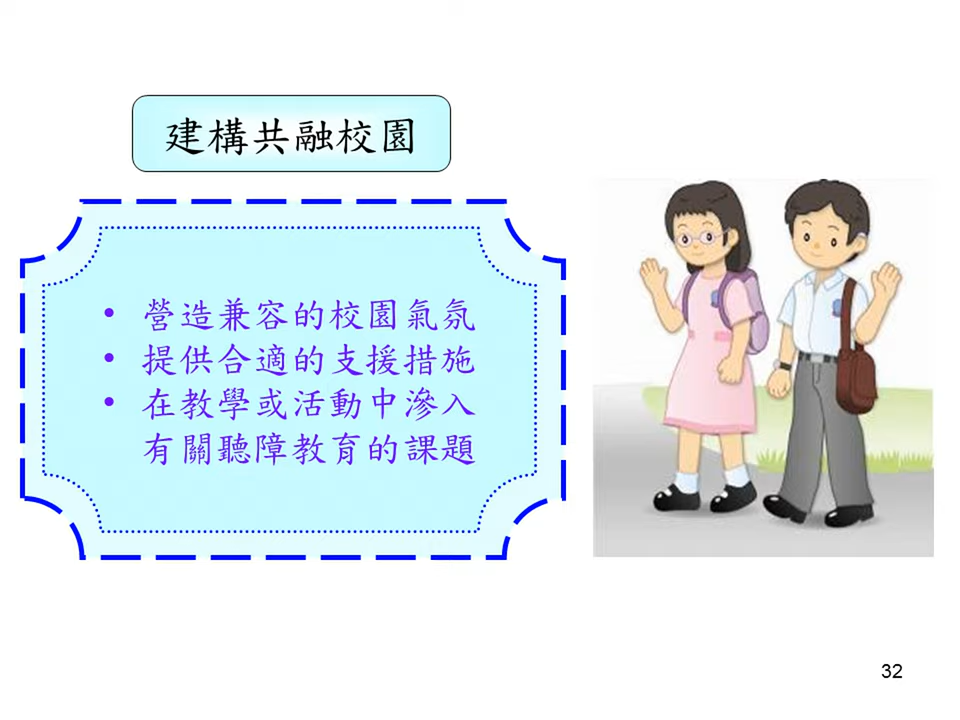 建構共融校園
• 營造兼容的校園氣氛
• 提供合適的支援措施
• 在教學或活動中滲入
有關聽障教育的課題
32